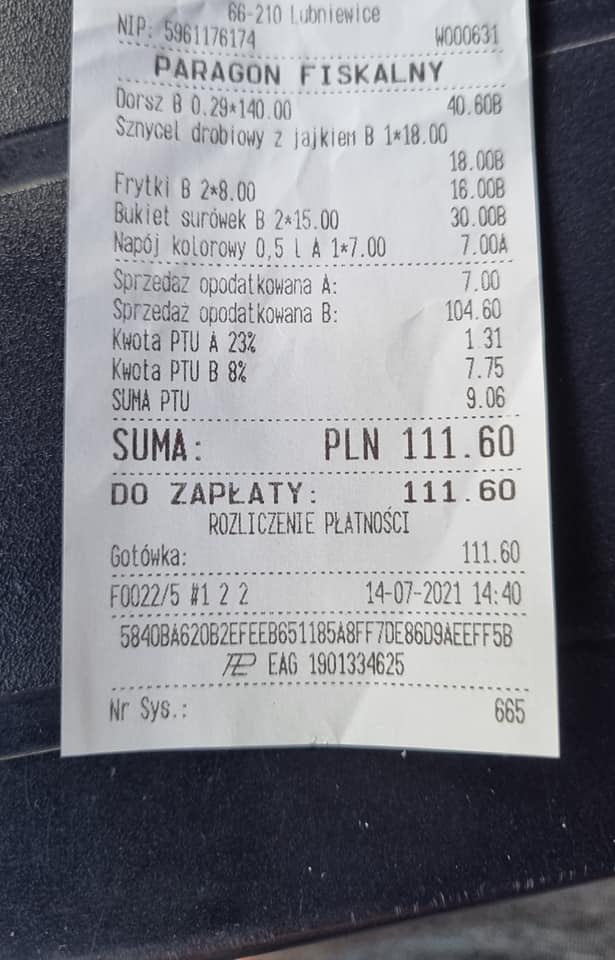 66-210 Lubniewice
NIP: 5961176174 W000631
PARAGON FISKALNY
Dorsz B 0.29*140.00 40.60B
Sznycel drobiowy z jajkiem B 1*18.00
18.00B
Frytki B 2*8.00 16.00B
Bukiet surówek B 2*15.00 30.00B
Napój kolorowy 0,5 l A 1*7.00 7.00A
Sprzedaż opodatkowana A: 7.00
Sprzedaż opodatkowana B: 104.60
Kwota PTU A 23% 1.31
Kwota PTU B 8% 7.75
SUMA PTU 9.06
SUMA: PLN 111.60
DO ZAPŁATY: 111.60
ROZLICZENIE PŁATNOŚCI
Gotówka: 111.60
F0022/5 #1 2 2 14-07-2021 14:40
5840BA620B2EFEEB651185A8FF7DE86D9AEEFF5B
EAG 1901334625
Nr Sys.: 665